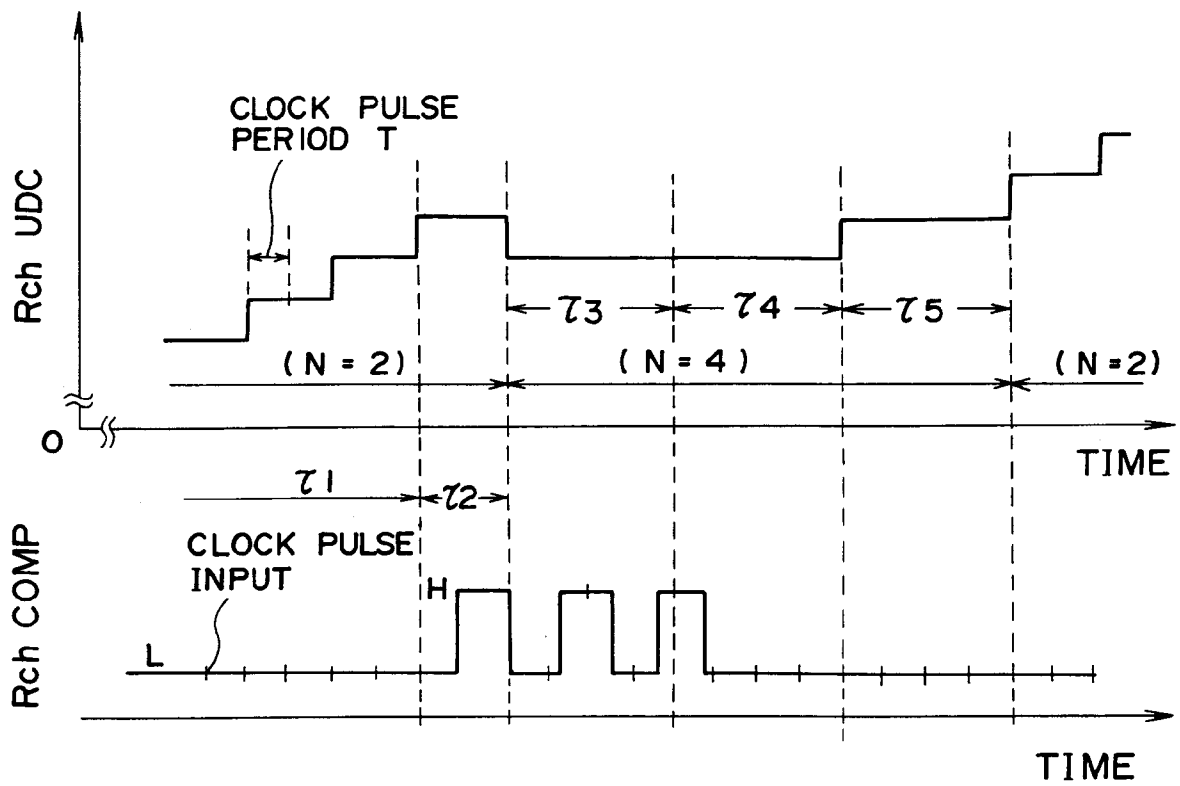 CLOCK PULSE
PERIOD T
Rch UDC
τ3
τ4
τ5
(N=2)
(N=4)
(N=2)
O
TIME
τ1
τ2
CLOCK PULSE
INPUT
Rch COMP
H
L
TIME